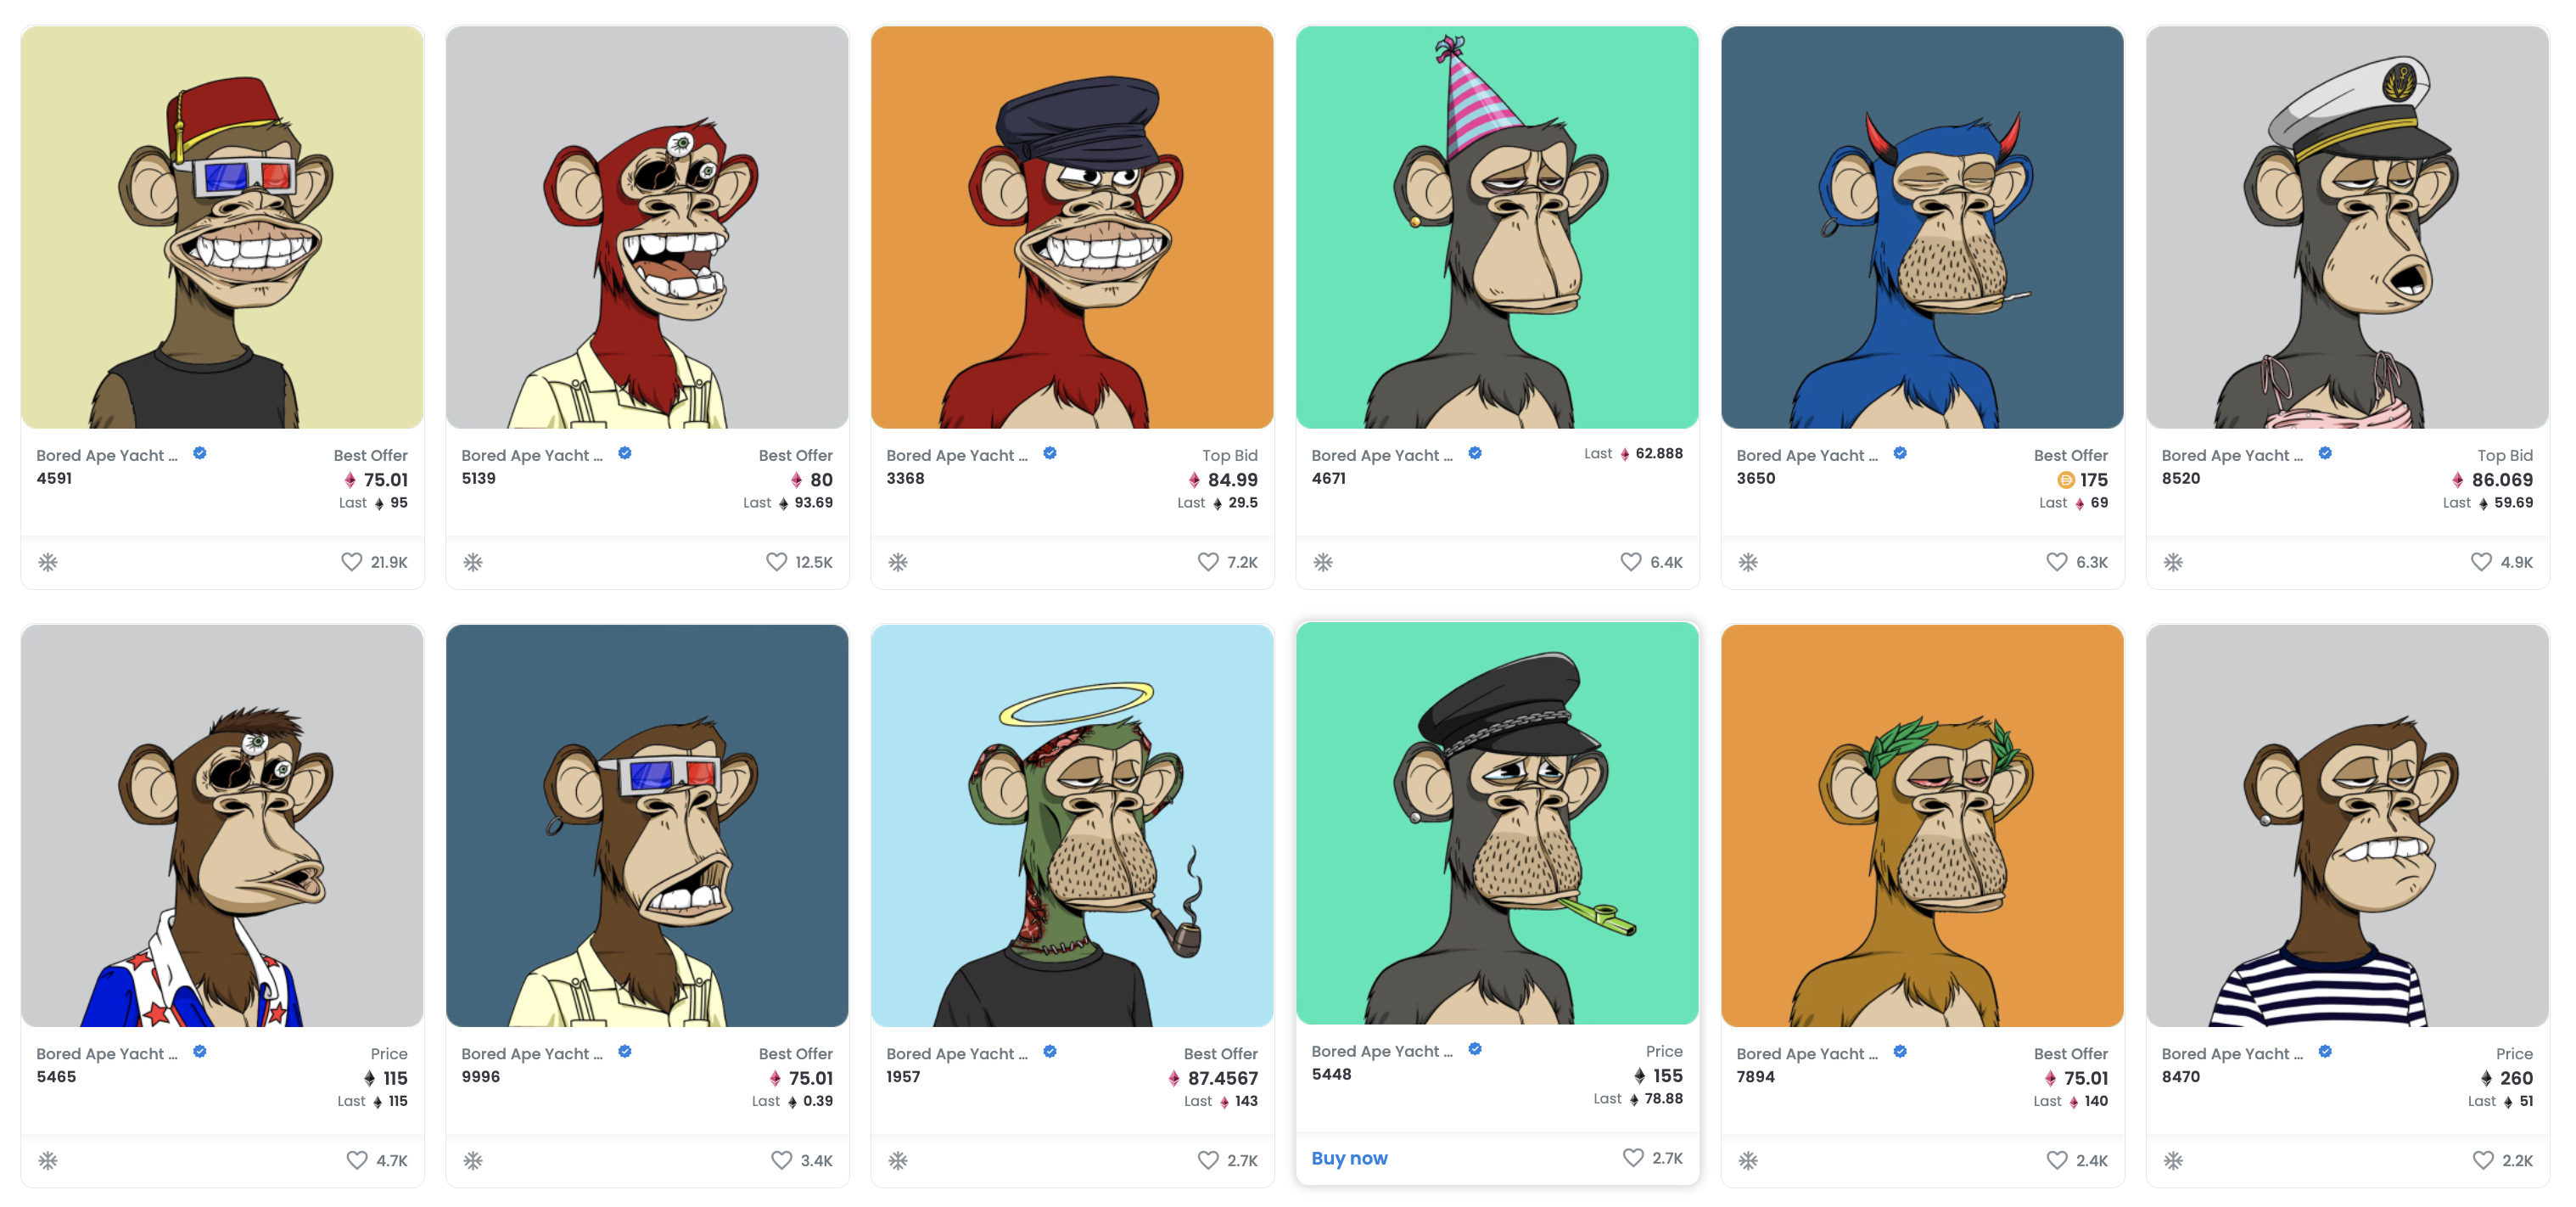 Bored Ape Yacht ... Best Offer
4591 75.01
Last 95
21.9K
Bored Ape Yacht ... Best Offer
5139 80
Last 93.69
12.5K
Bored Ape Yacht ... Top Bid
3368 84.99
Last 29.5
7.2K
Bored Ape Yacht ... Last 62.888
4671
6.4K
Bored Ape Yacht ... Best Offer
3650 175
Last 69
6.3K
Bored Ape Yacht ... Top Bid
8520 86.069
Last 59.69
4.9K
Bored Ape Yacht ... Price
5465 115
Last 115
4.7K
Bored Ape Yacht ... Best Offer
9996 75.01
Last 0.39
3.4K
Bored Ape Yacht ... Best Offer
1957 87.4567
Last 143
2.7K
Bored Ape Yacht ... Price
5448 155
Last 78.88
Buy now 2.7K
Bored Ape Yacht ... Best Offer
7894 75.01
Last 140
2.4K
Bored Ape Yacht ... Price
8470 260
Last 51
2.2K